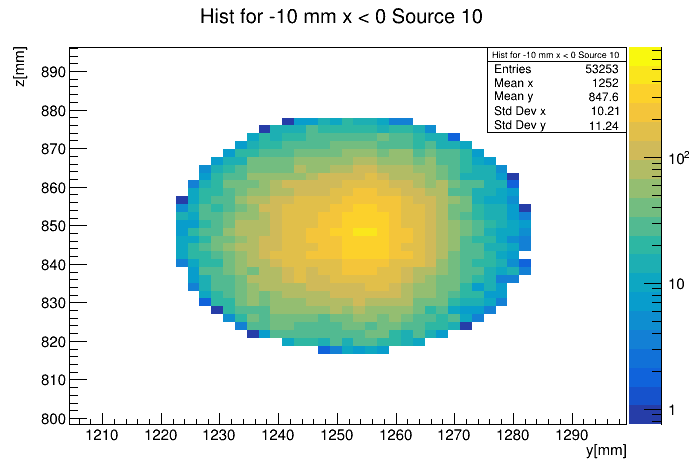 Hist for -10 mm x < 0 Source 10
z[mm]
890
880
870
860
850
840
830
820
810
800
Hist for -10 mm x < 0 Source 10
Entries 53253
Mean x 1252
Mean y 847.6
Std Dev x 10.21
Std Dev y 11.24
10²
10
1
1210 1220 1230 1240 1250 1260 1270 1280 1290
y[mm]